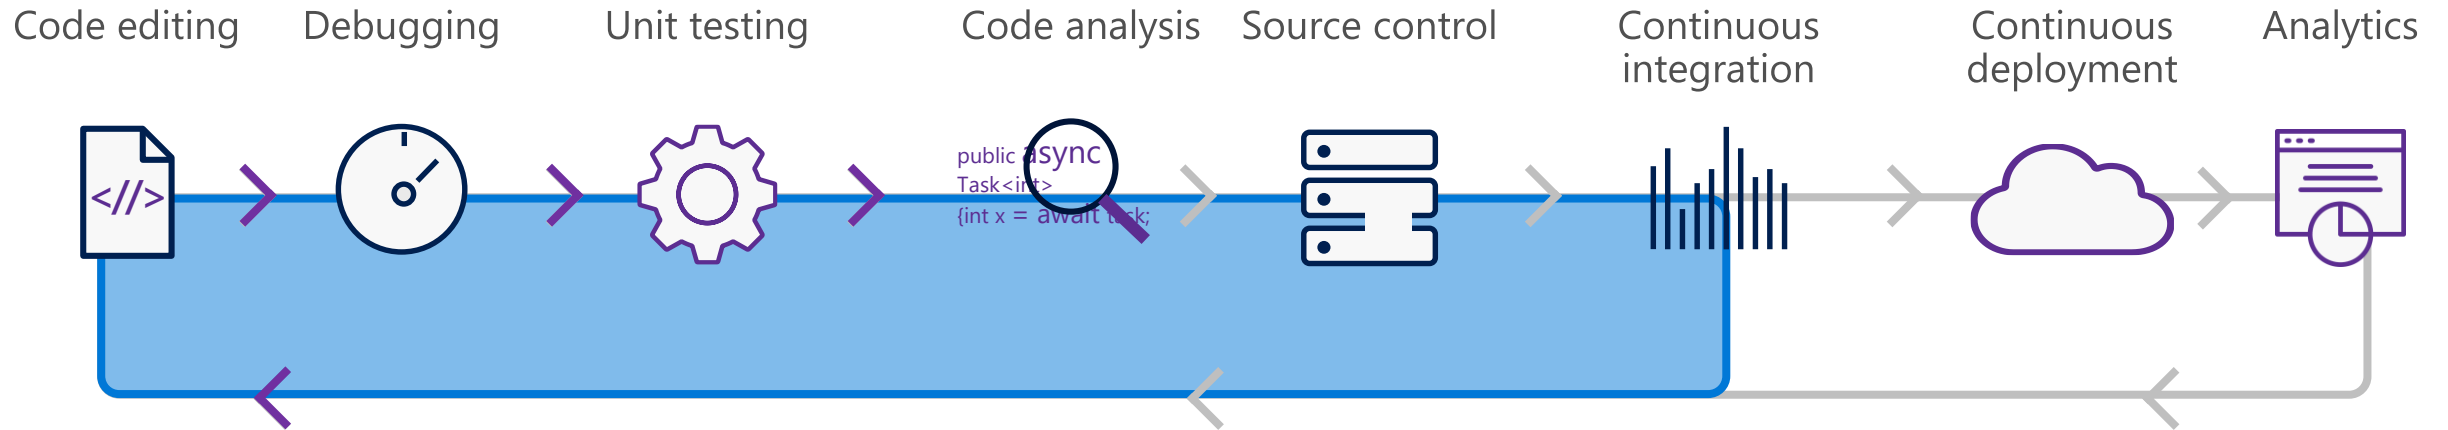 Code editing
Debugging
Unit testing
Code analysis
Source control
Continuous
integration
Continuous
deployment
Analytics
<//>
public async
Task<int>
{int x = await task;